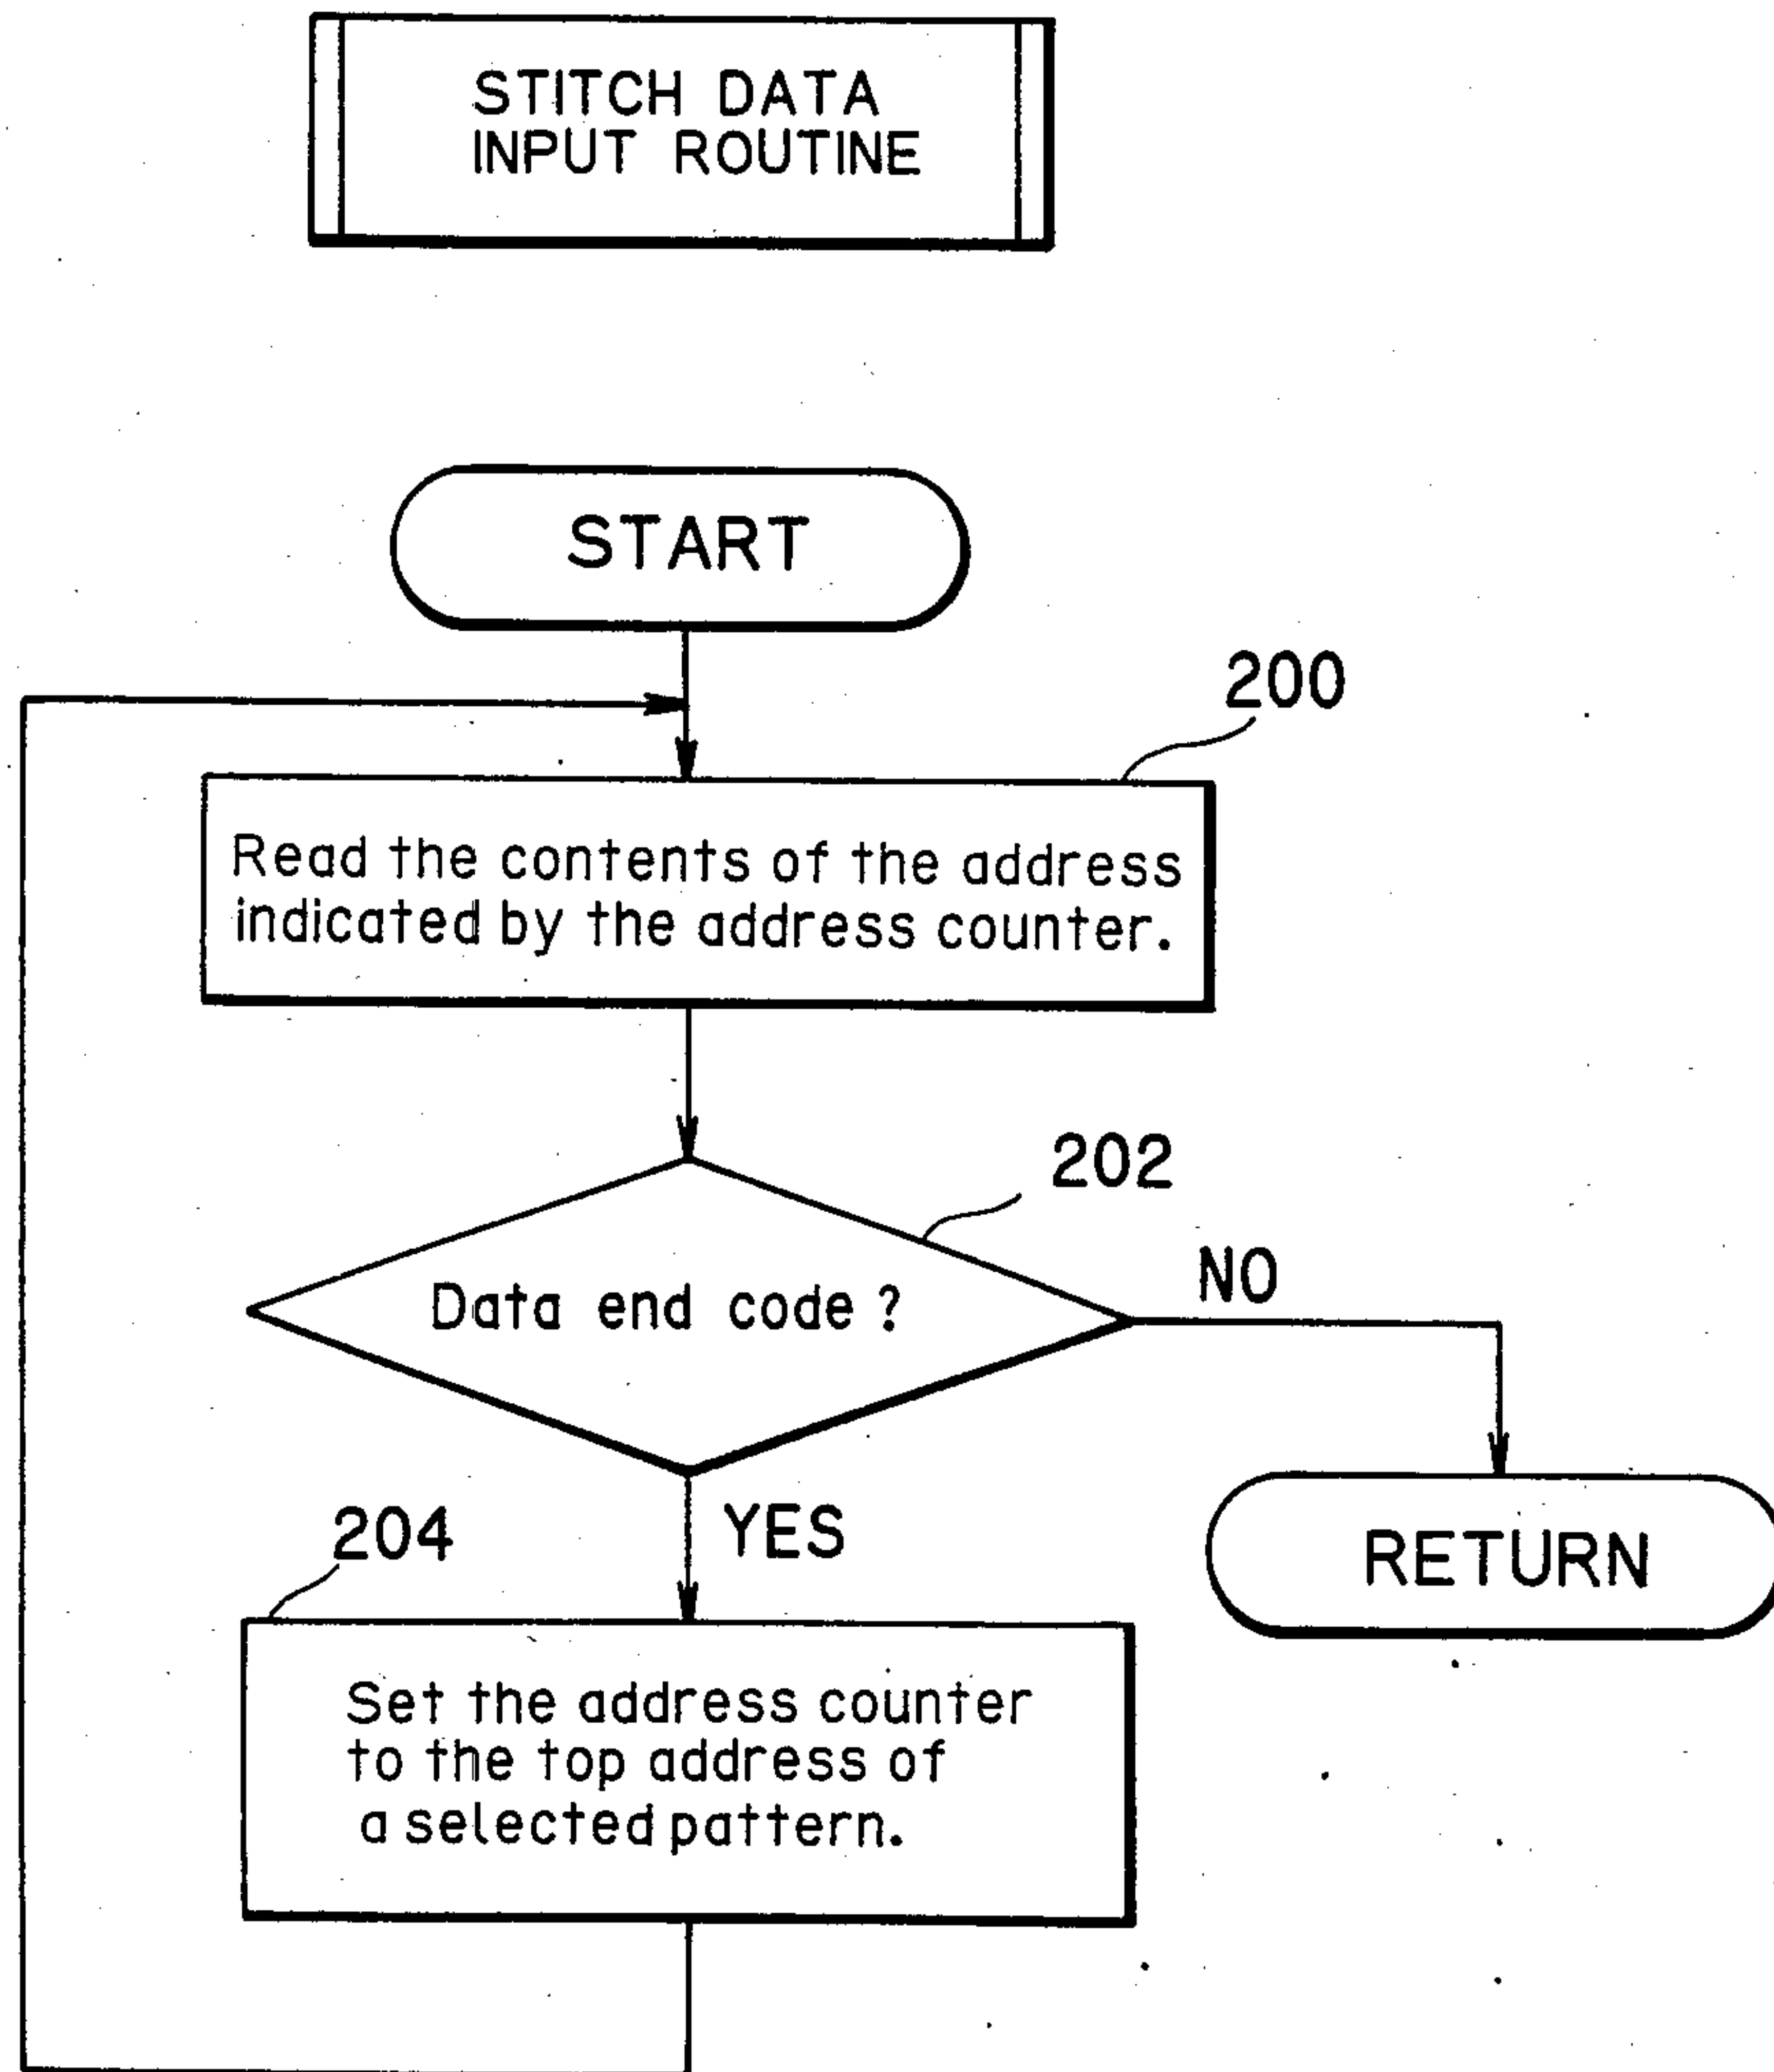 STITCH DATA
INPUT ROUTINE
START
200
Read the contents of the address
indicated by the address counter.
202
Data end code?
NO
YES
204
RETURN
Set the address counter
to the top address of
a selected pattern.